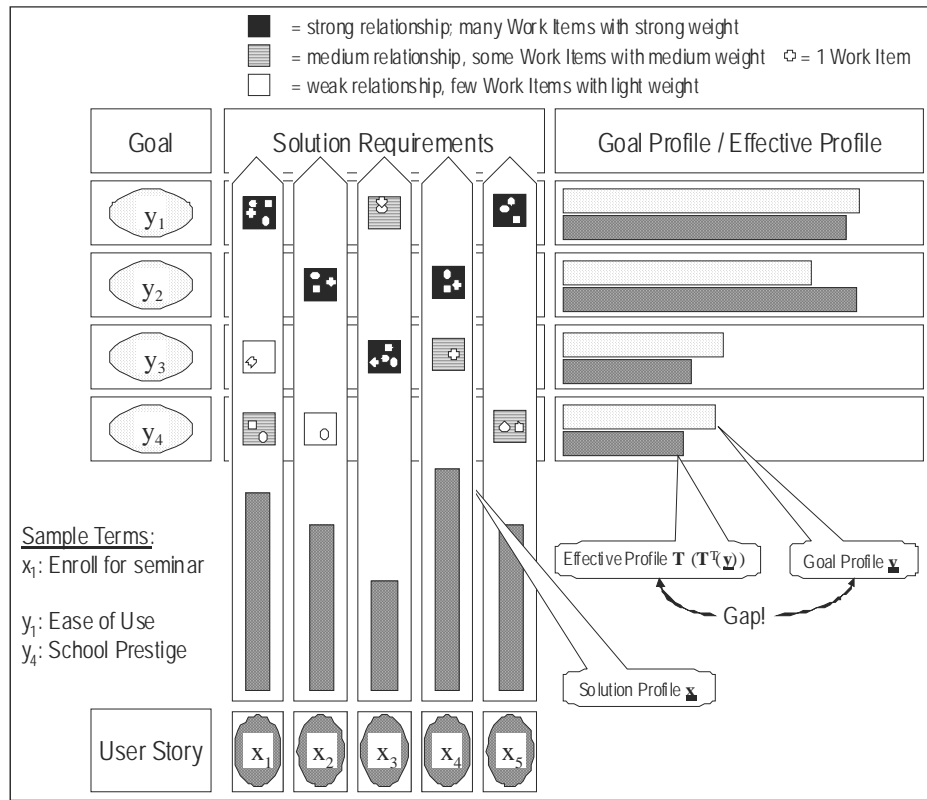 = strong relationship; many Work Items with strong weight
= medium relationship, some Work Items with medium weight = 1 Work Item
= weak relationship, few Work Items with light weight
Goal Solution Requirements Goal Profile / Effective Profile
y1
y2
y3
y4
Sample Terms:
x1: Enroll for seminar
y1: Ease of Use
y4: School Prestige
Effective Profile T (Tᵀ(y))
Goal Profile y
Gap!
Solution Profile x
User Story x1 x2 x3 x4 x5